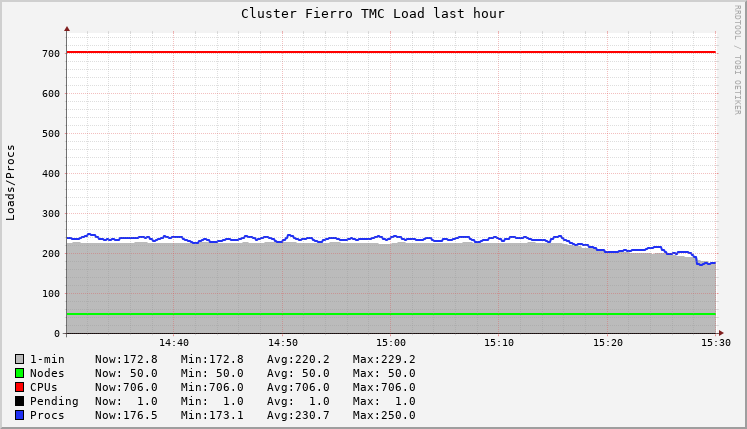 Cluster Fierro TMC Load last hour
RRDTOOL / TOBI OETIKER
Loads/Procs
700
600
500
400
300
200
100
0
14:40 14:50 15:00 15:10 15:20 15:30
1-min Now:172.8 Min:172.8 Avg:220.2 Max:229.2
Nodes Now: 50.0 Min: 50.0 Avg: 50.0 Max: 50.0
CPUs Now:706.0 Min:706.0 Avg:706.0 Max:706.0
Pending Now: 1.0 Min: 1.0 Avg: 1.0 Max: 1.0
Procs Now:176.5 Min:173.1 Avg:230.7 Max:250.0